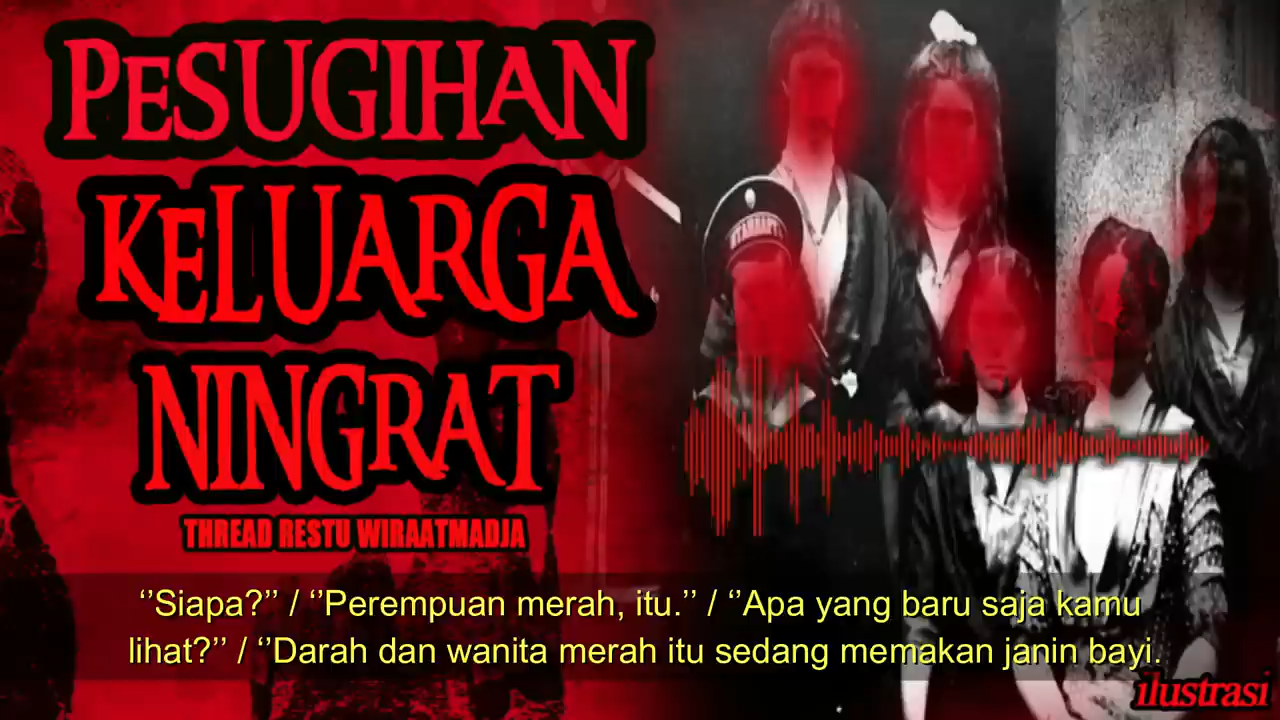 PESUGIHAN
KELUARGA
NINGRAT
THREAD RESTU WIRAATMADJA
‘’Siapa?’’ / ‘’Perempuan merah, itu.’’ / ‘’Apa yang baru saja kamu
lihat?’’ / ‘’Darah dan wanita merah itu sedang memakan janin bayi.
ilustrasi